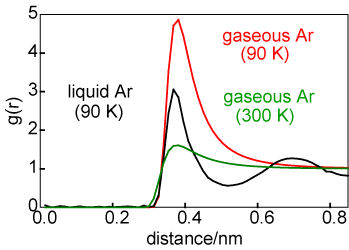 5
4
3
2
1
0
g(r)
gaseous Ar
(90 K)
liquid Ar
(90 K)
gaseous Ar
(300 K)
0.0
0.2
0.4
0.6
0.8
distance/nm